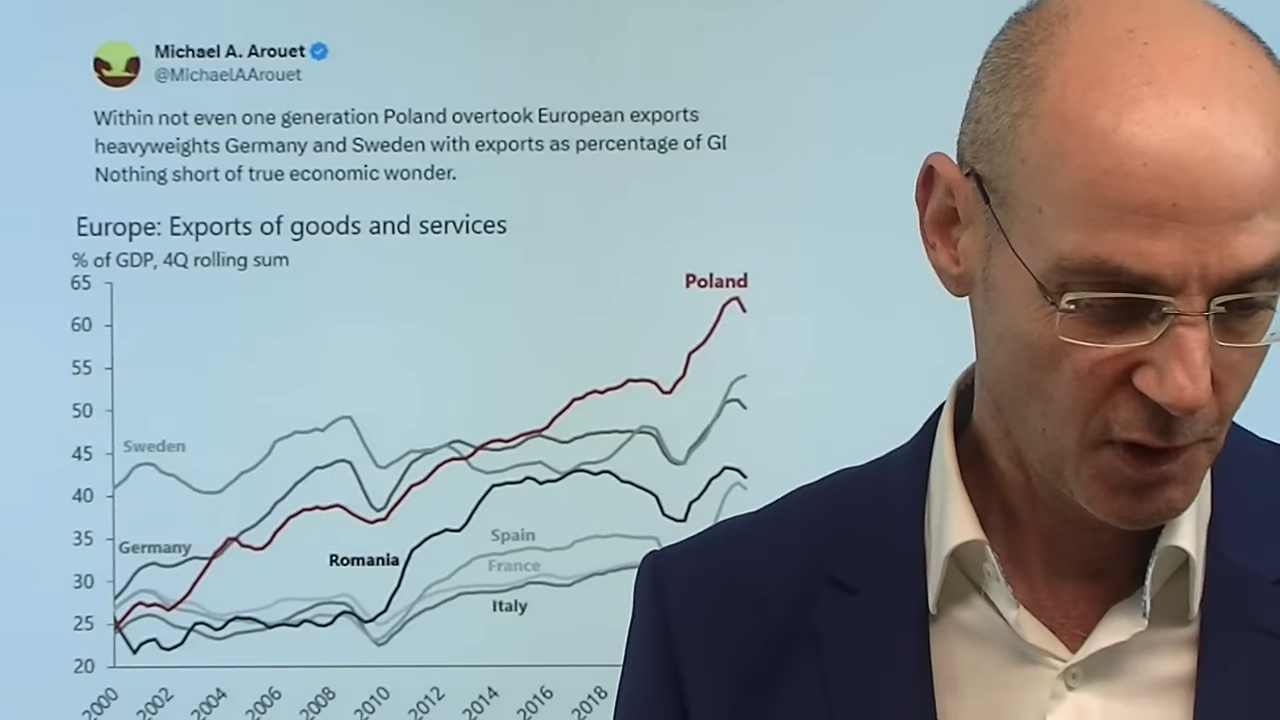 Michael A. Arouet
@MichaelAArouet
Within not even one generation Poland overtook European exports
heavyweights Germany and Sweden with exports as percentage of
Nothing short of true economic wonder.
Europe: Exports of goods and services
% of GDP, 4Q rolling sum
65
Poland
60
55
50
Sweden
45
40
35
Germany
Spain
Romania
France
30
Italy
25
20
2000
2002
2004
2006
2008
2010
2012
2014
2016
2018